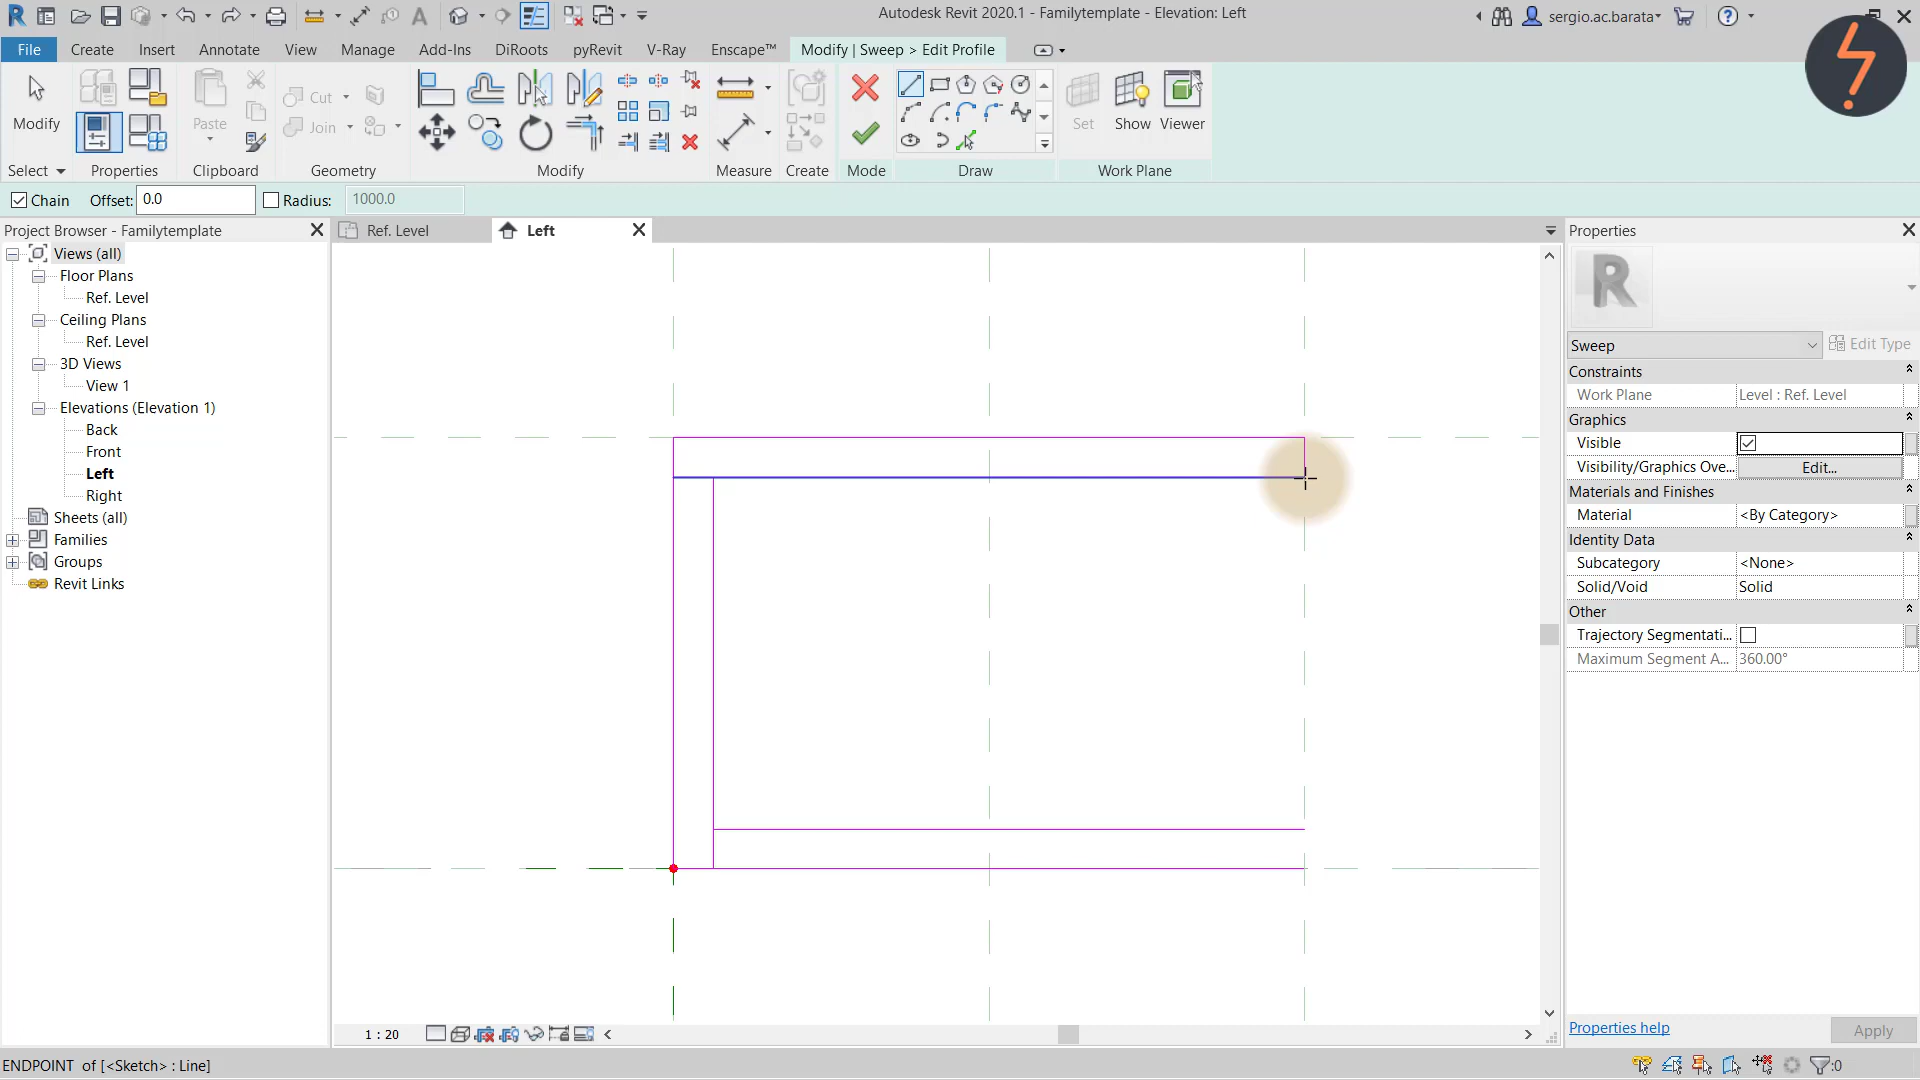 Autodesk Revit 2020.1 - Familytemplate - Elevation: Left
sergio.ac.barata
File
Create
Insert
Annotate
View
Manage
Add-Ins
DiRoots
pyRevit
V-Ray
Enscape™
Modify | Sweep > Edit Profile
Modify
Paste
Cut
Join
Set
Show
Viewer
Select
Properties
Clipboard
Geometry
Modify
Measure
Create
Mode
Draw
Work Plane
Chain
Offset:
0.0
Radius:
1000.0
Project Browser - Familytemplate
Views (all)
Floor Plans
Ref. Level
Ceiling Plans
Ref. Level
3D Views
View 1
Elevations (Elevation 1)
Back
Front
Left
Right
Sheets (all)
Families
Groups
Revit Links
Ref. Level
Left
1 : 20
Properties
R
Sweep
Edit Type
Constraints
Work Plane
Level : Ref. Level
Graphics
Visible
Visibility/Graphics Ove...
Edit...
Materials and Finishes
Material
<By Category>
Identity Data
Subcategory
<None>
Solid/Void
Solid
Other
Trajectory Segmentati...
Maximum Segment A...
360.00°
Properties help
Apply
ENDPOINT of [<Sketch> : Line]
:0